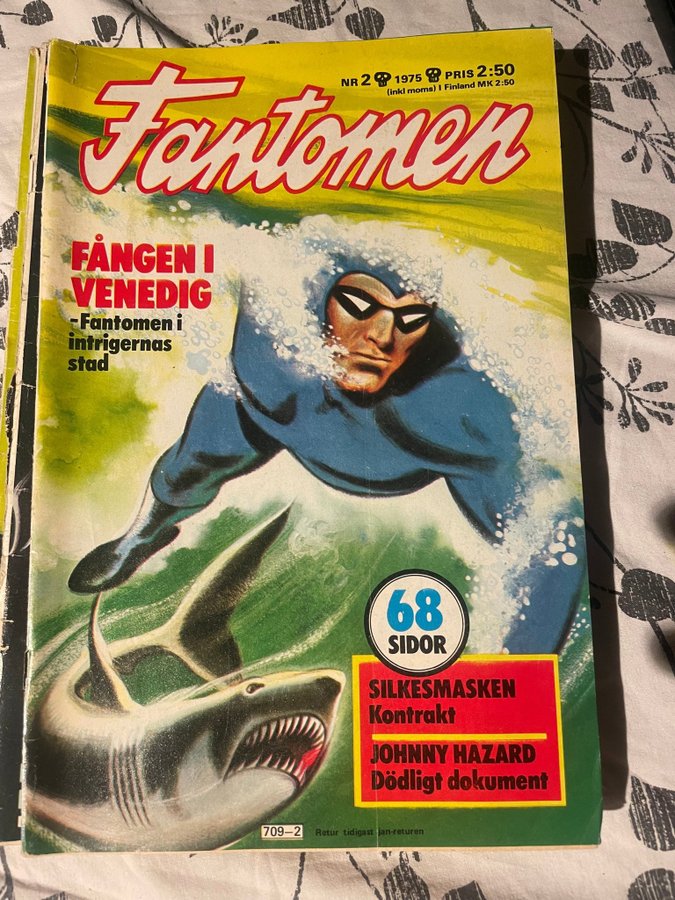 NR 2 1975 PRIS 2:50
(inkl moms) I Finland MK 2:50
Fantomen
FÅNGEN I
VENEDIG
-Fantomen i
intrigernas
stad
68
SIDOR
SILKESMASKEN
Kontrakt
JOHNNY HAZARD
Dödligt dokument
709-2 Retur tidigast jan-returen